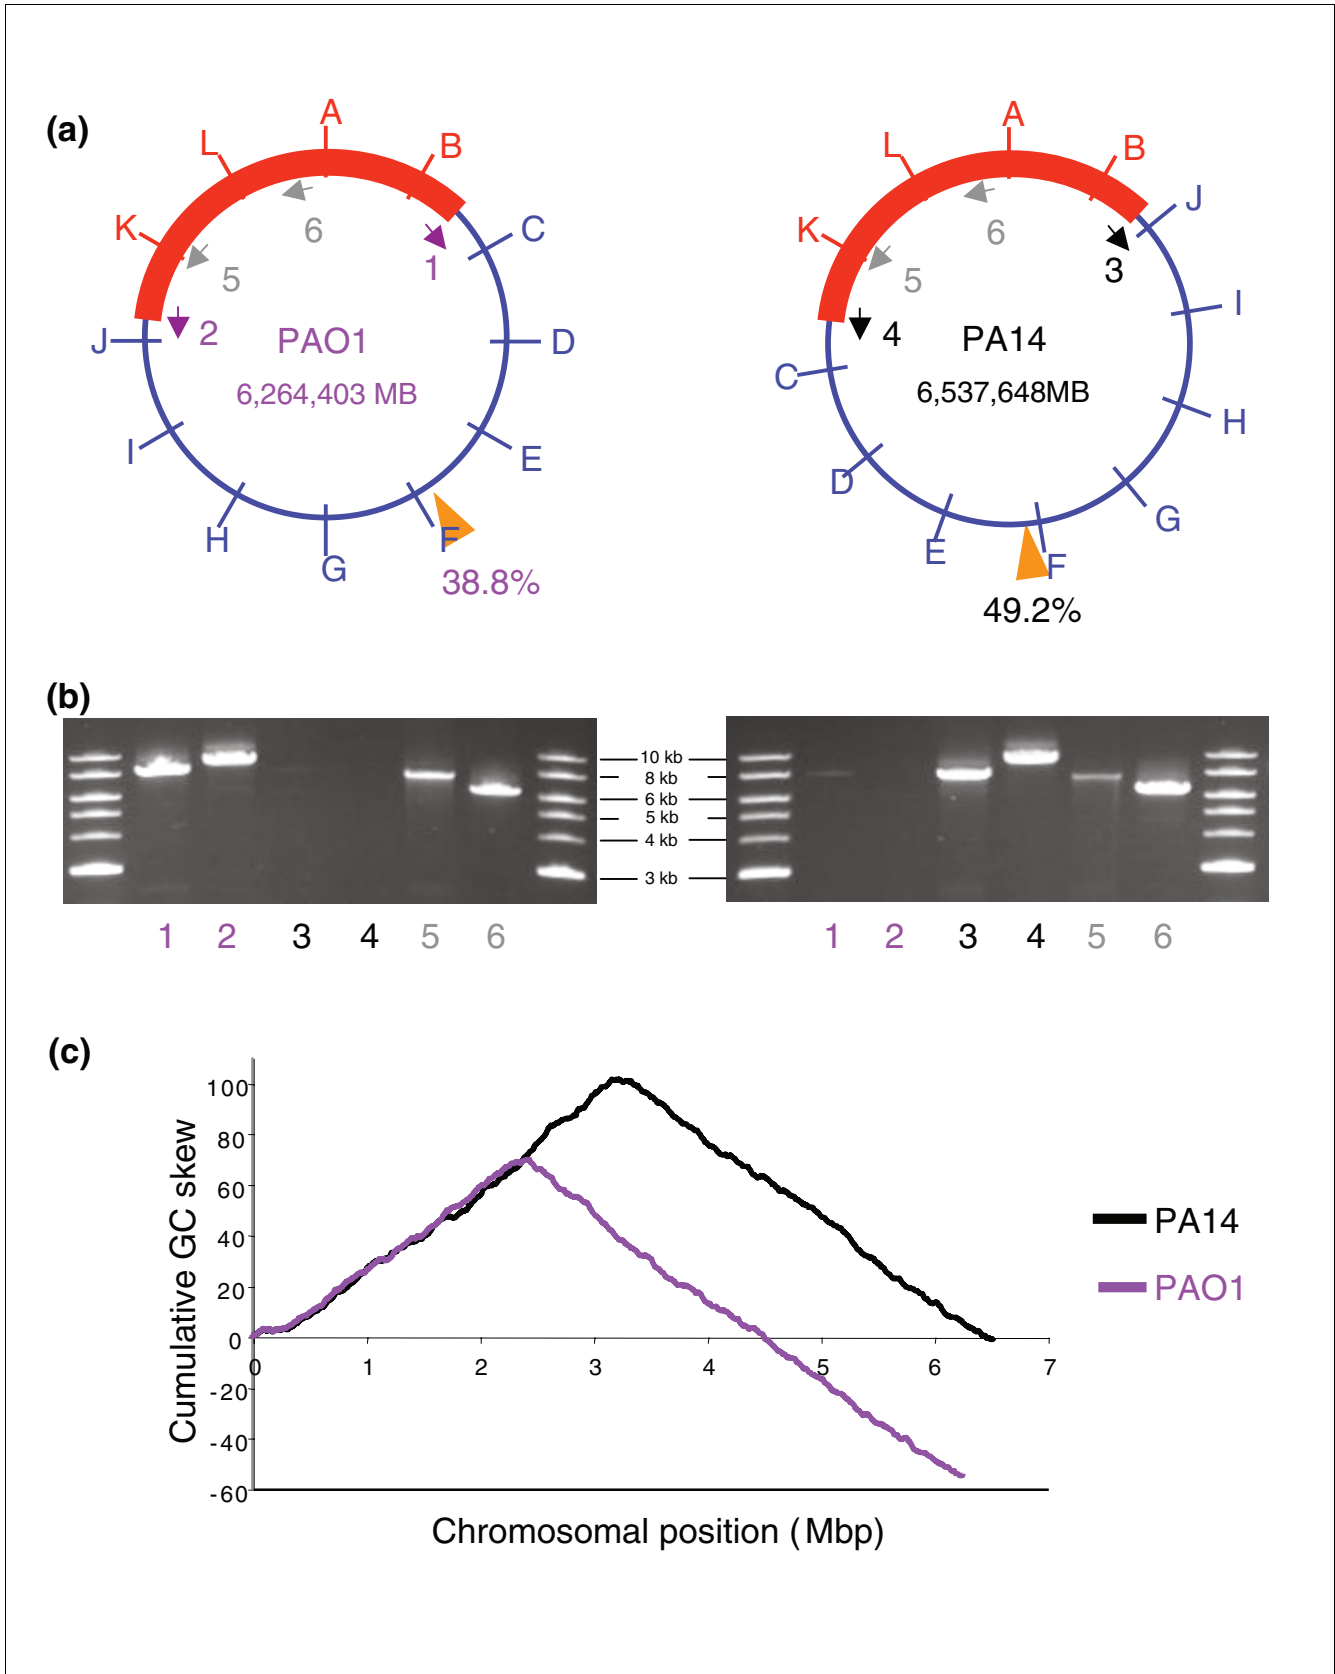 (a)
A
B
L
K
C
J
D
I
E
H
F
G
6
5
1
2
PAO1
6,264,403 MB
38.8%
A
B
L
K
J
I
C
H
D
G
E
F
6
5
3
4
PA14
6,537,648MB
49.2%
(b)
10 kb
8 kb
6 kb
5 kb
4 kb
3 kb
1 2 3 4 5 6
1 2 3 4 5 6
(c)
Cumulative GC skew
100
80
60
40
20
0
-20
-40
-60
0 1 2 3 4 5 6 7
Chromosomal position (Mbp)
PA14
PAO1